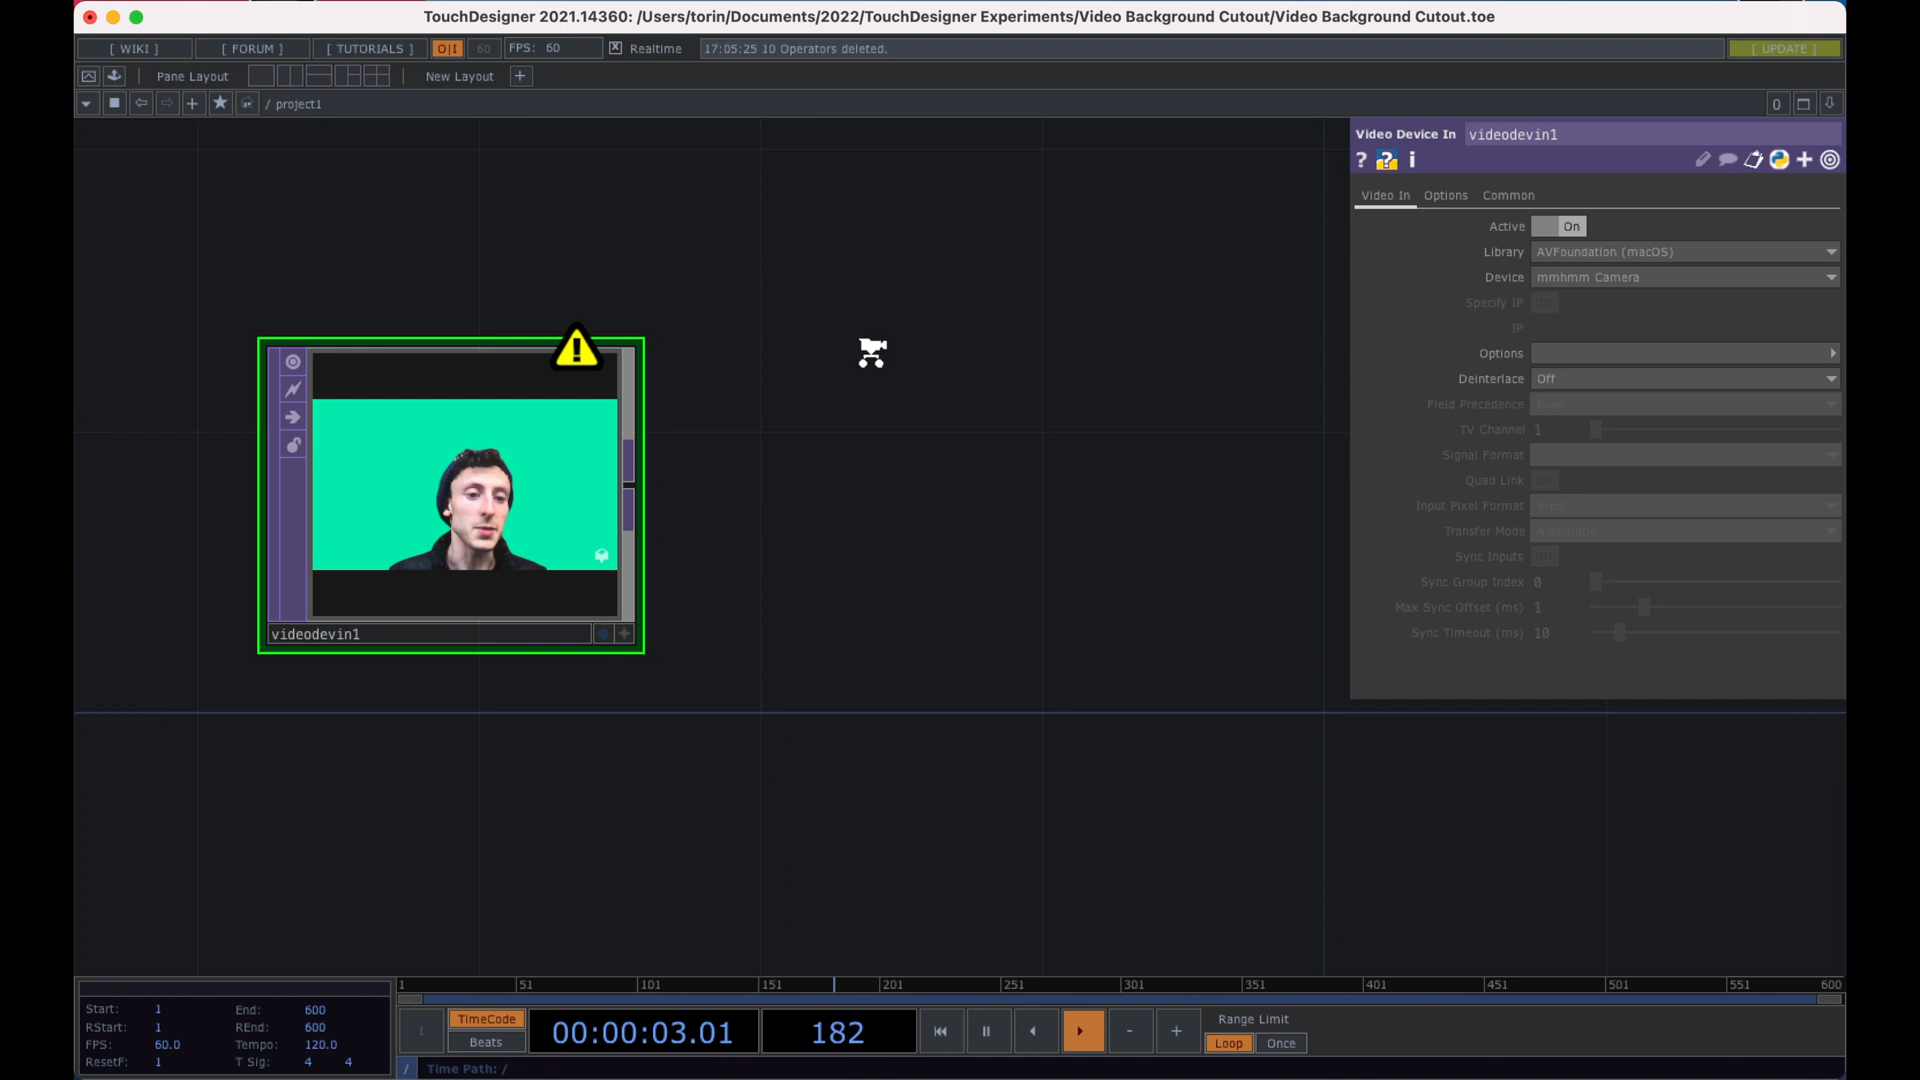 TouchDesigner 2021.14360: /Users/torin/Documents/2022/TouchDesigner Experiments/Video Background Cutout/Video Background Cutout.toe
[ WIKI ] [ FORUM ] [ TUTORIALS ] O|I 60 FPS: 60 Realtime 17:05:25 10 Operators deleted. [ UPDATE ]
Pane Layout New Layout +
/ project1 0
Video Device In videodevin1
? ? i
Video In Options Common
Active On
Library AVFoundation (macOS)
Device mmhmm Camera
Specify IP Off
IP
Options
Deinterlace Off
Field Precedence Even
TV Channel 1
Signal Format
Quad Link Off
Input Pixel Format 8-bit
Transfer Mode Automatic
Sync Inputs Off
Sync Group Index 0
Max Sync Offset (ms) 1
Sync Timeout (ms) 10
videodevin1
1 51 101 151 201 251 301 351 401 451 501 551 600
Start: 1 End: 600
RStart: 1 REnd: 600
FPS: 60.0 Tempo: 120.0
ResetF: 1 T Sig: 4 4
TimeCode
Beats
00:00:03.01 182
- +
Range Limit
Loop Once
/ Time Path: /